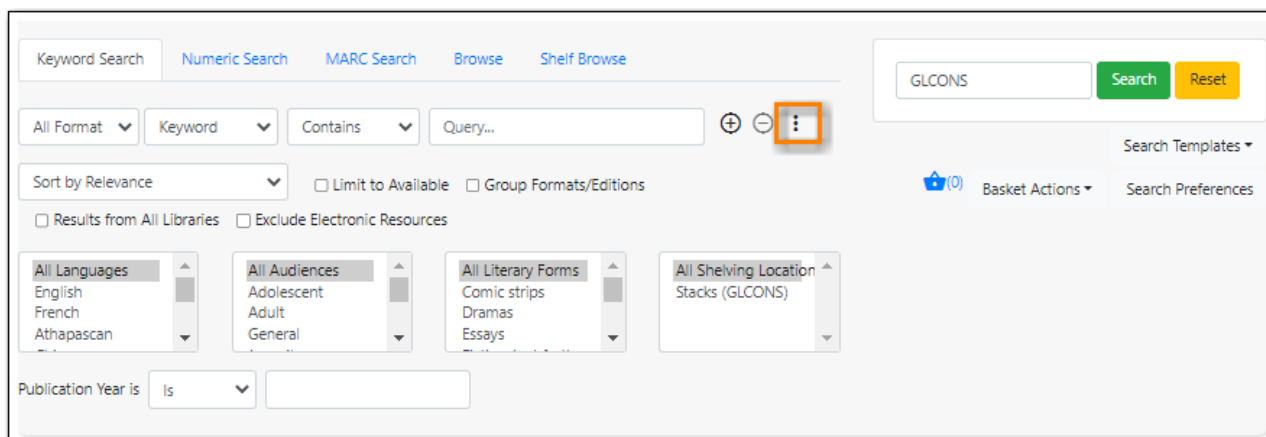 Keyword Search Numeric Search MARC Search Browse Shelf Browse
GLCONS Search Reset
All Format Keyword Contains Query...
Search Templates
Sort by Relevance Limit to Available Group Formats/Editions
(0) Basket Actions Search Preferences
Results from All Libraries Exclude Electronic Resources
All Languages
English
French
Athapascan
All Audiences
Adolescent
Adult
General
All Literary Forms
Comic strips
Dramas
Essays
All Shelving Location
Stacks (GLCONS)
Publication Year is Is